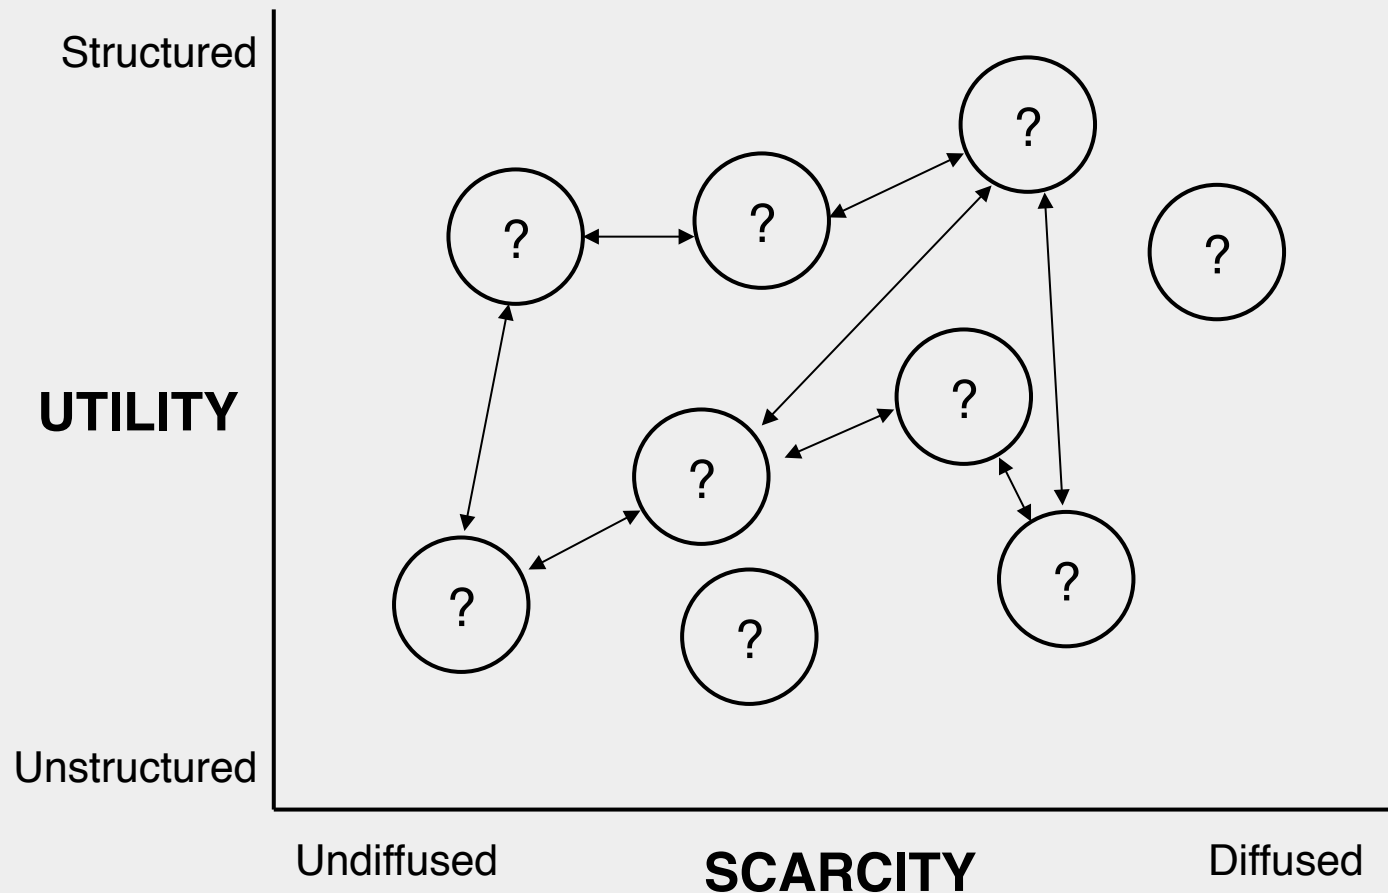 Structured
?
?
?
?
UTILITY
?
?
?
?
?
Unstructured
Undiffused
SCARCITY
Diffused